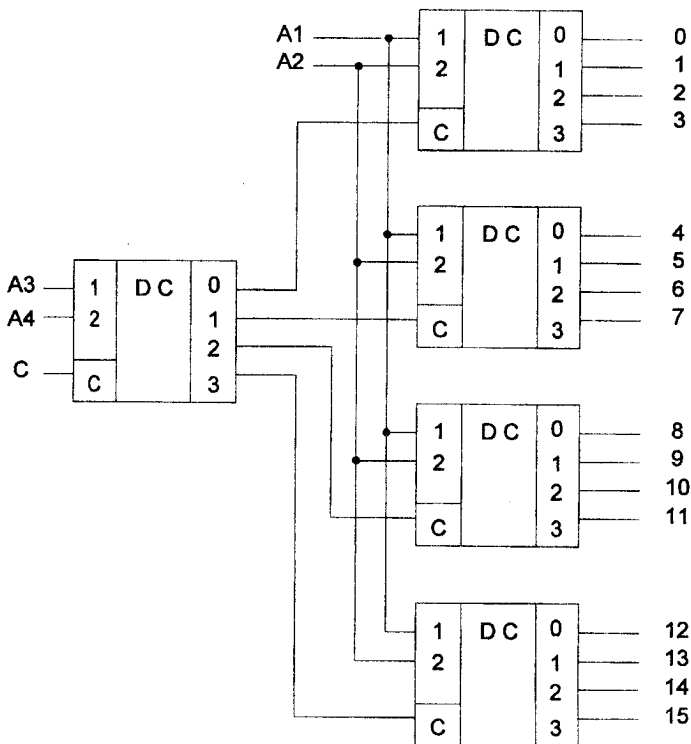 A1 1 DC 0 0
A2 2 1 1
2 2
C 3 3
1 DC 0 4
2 1 5
2 6
C 3 7
A3 1 DC 0
A4 2 1
2
C C 3
1 DC 0 8
2 1 9
2 10
C 3 11
1 DC 0 12
2 1 13
2 14
C 3 15